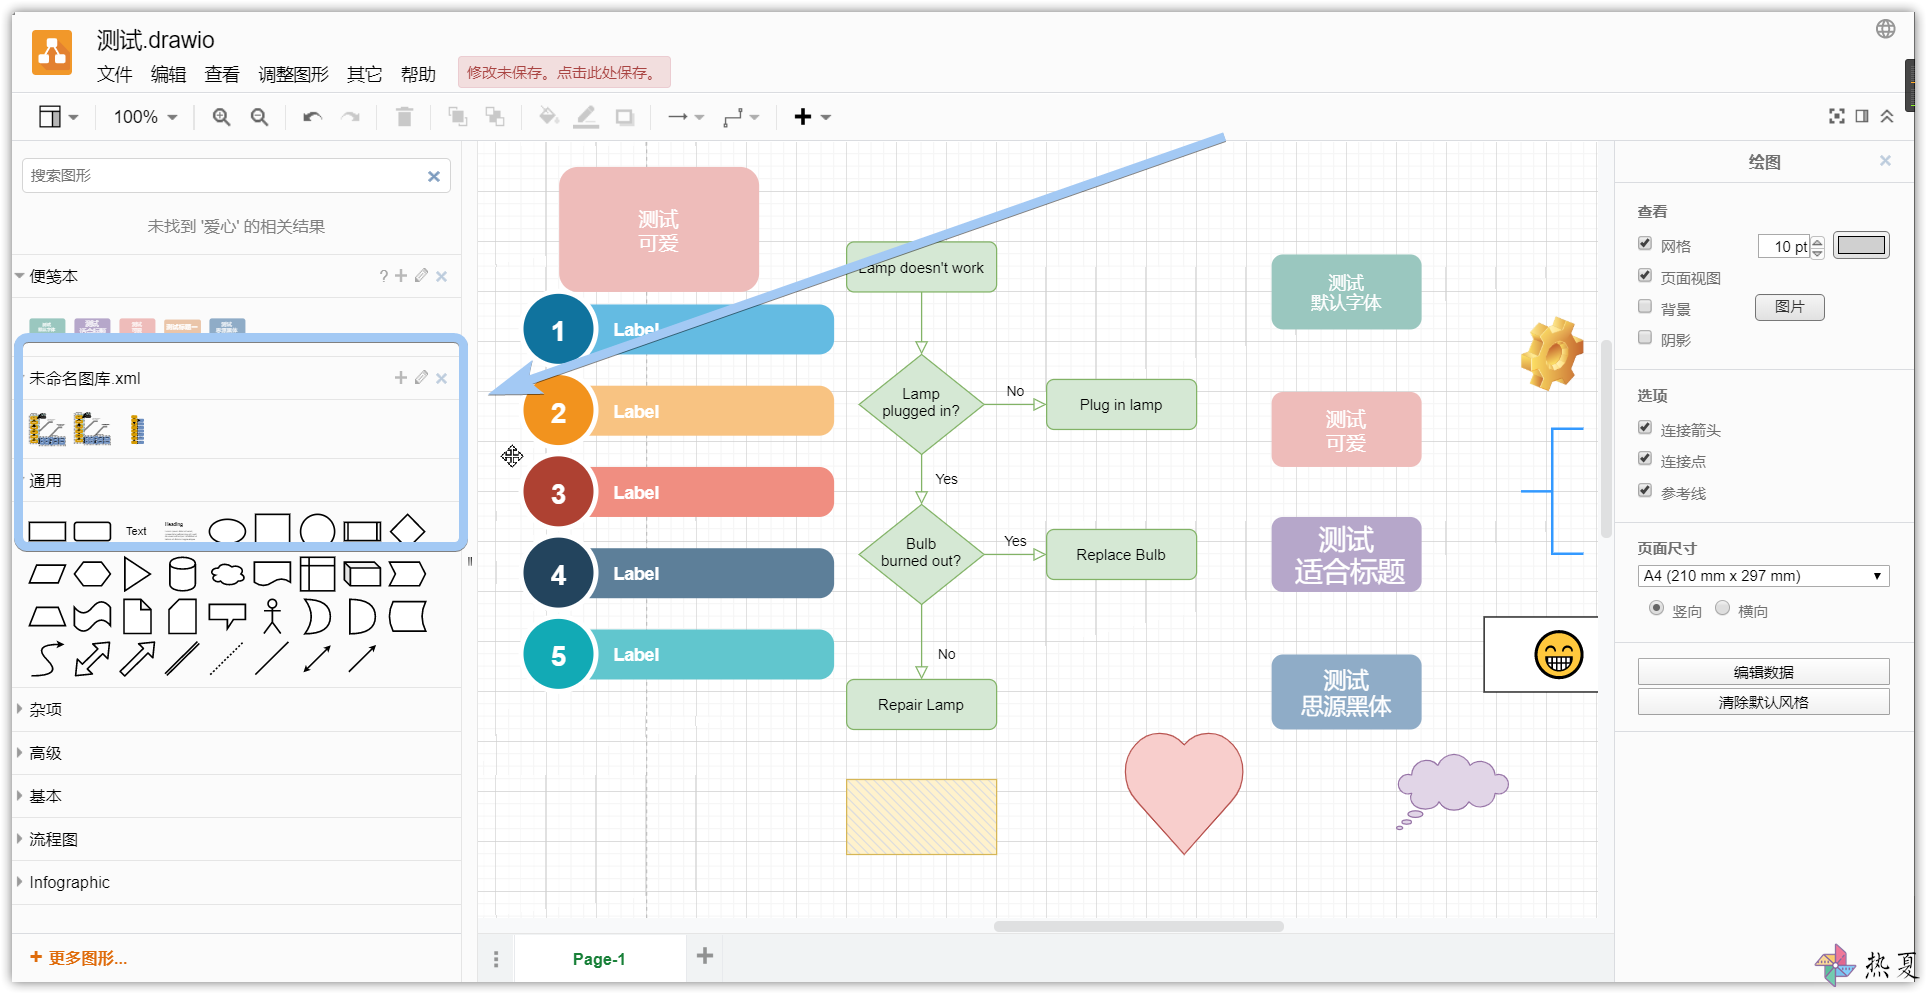 测试.drawio
文件 编辑 查看 调整图形 其它 帮助 修改未保存。点击此处保存。
100%
搜索图形
未找到 '爱心' 的相关结果
便笺本 ?
未命名图库.xml
通用
Text Heading
杂项
高级
基本
流程图
Infographic
+ 更多图形...
测试
可爱
1 Label
2 Label
3 Label
4 Label
5 Label
Lamp doesn't work
Lamp
plugged in?
No
Plug in lamp
Yes
Bulb
burned out?
Yes
Replace Bulb
No
Repair Lamp
测试
默认字体
测试
可爱
测试
适合标题
测试
思源黑体
Page-1
绘图
查看
网格 10 pt
页面视图
背景 图片
阴影
选项
连接箭头
连接点
参考线
页面尺寸
A4 (210 mm x 297 mm)
竖向 横向
编辑数据
清除默认风格
热夏